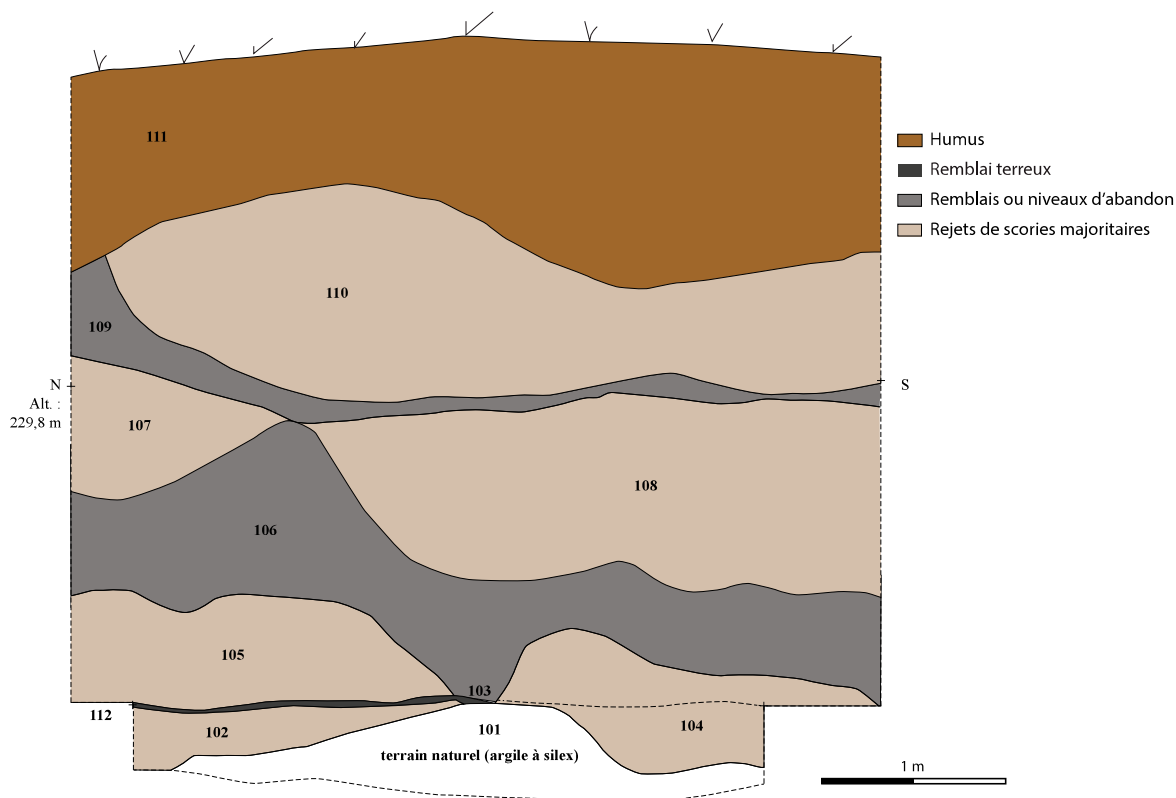 111
Humus
Remblai terreux
Remblais ou niveaux d'abandon
Rejets de scories majoritaires
110
109
N
S
Alt. :
229,8 m
107
108
106
105
103
112
102
101
104
terrain naturel (argile à silex)
1 m